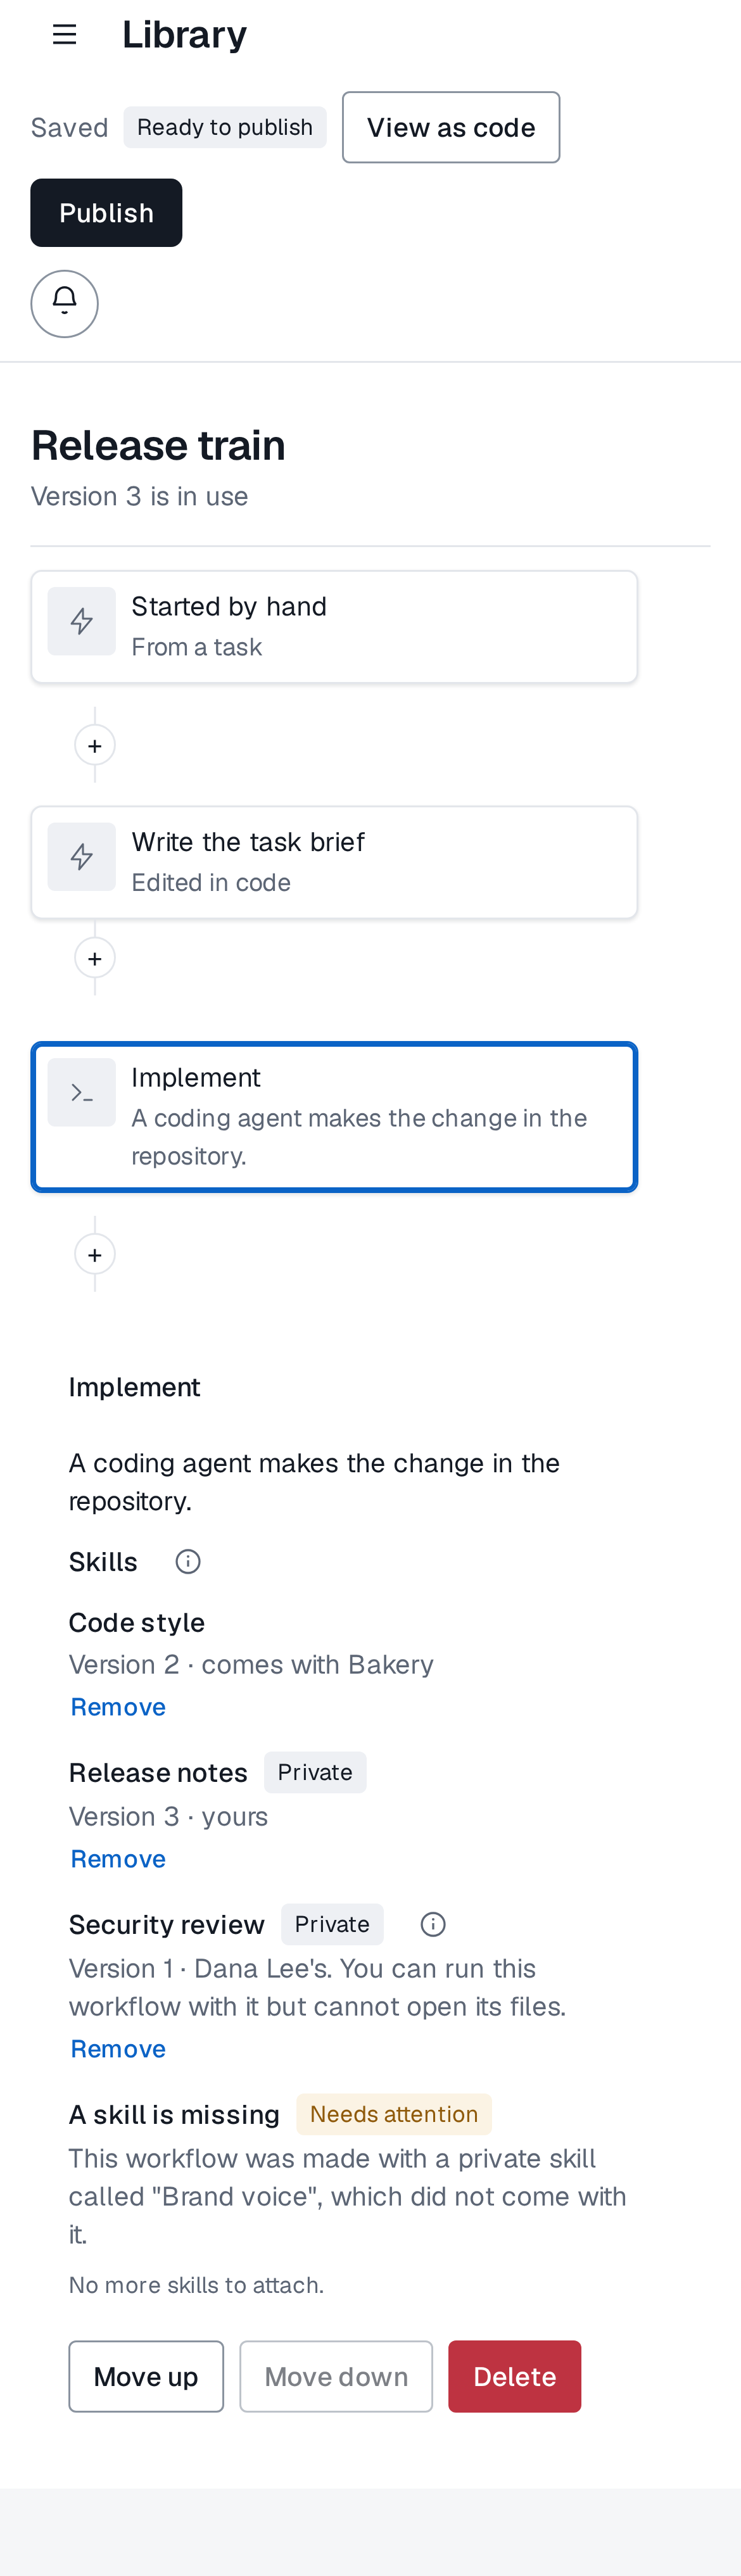 Library
Saved
Ready to publish
View as code
Publish
Release train
Version 3 is in use
Started by hand
From a task
+
Write the task brief
Edited in code
+
Implement
A coding agent makes the change in the
repository.
+
Implement
A coding agent makes the change in the
repository.
Skills
Code style
Version 2 · comes with Bakery
Remove
Release notes Private
Version 3 · yours
Remove
Security review Private
Version 1 · Dana Lee's. You can run this
workflow with it but cannot open its files.
Remove
A skill is missing Needs attention
This workflow was made with a private skill
called "Brand voice", which did not come with
it.
No more skills to attach.
Move up Move down Delete